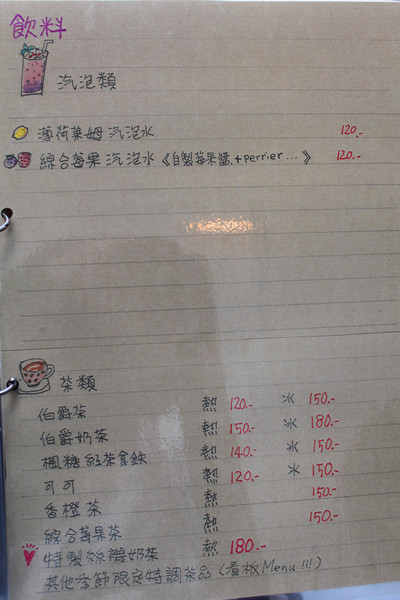 飲料
汽泡類
薄荷萊姆汽泡水 120.-
綜合莓果汽泡水《自製莓果醬.+perrier...》 120.-
茶類
伯爵茶 熱 120.- 冰 150.-
伯爵奶茶 熱 150.- 冰 180.-
楓糖紅茶拿鐵 熱 140.- 冰 150.-
可可 熱 120.- 冰 150.-
香橙茶 熱 150.-
綜合莓果茶 熱 150.-
特製絲襪奶茶 熱 180.-
其他季節限定特調茶品(看板Menu!!!)